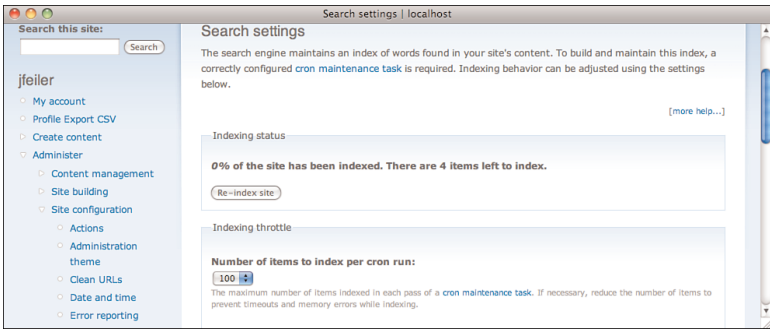 Search settings | localhost
Search this site:
Search
jfeiler
My account
Profile Export CSV
Create content
Administer
Content management
Site building
Site configuration
Actions
Administration
theme
Clean URLs
Date and time
Error reporting
Search settings
The search engine maintains an index of words found in your site's content. To build and maintain this index, a
correctly configured cron maintenance task is required. Indexing behavior can be adjusted using the settings
below.
[more help...]
Indexing status
0% of the site has been indexed. There are 4 items left to index.
Re-index site
Indexing throttle
Number of items to index per cron run:
100
The maximum number of items indexed in each pass of a cron maintenance task. If necessary, reduce the number of items to
prevent timeouts and memory errors while indexing.